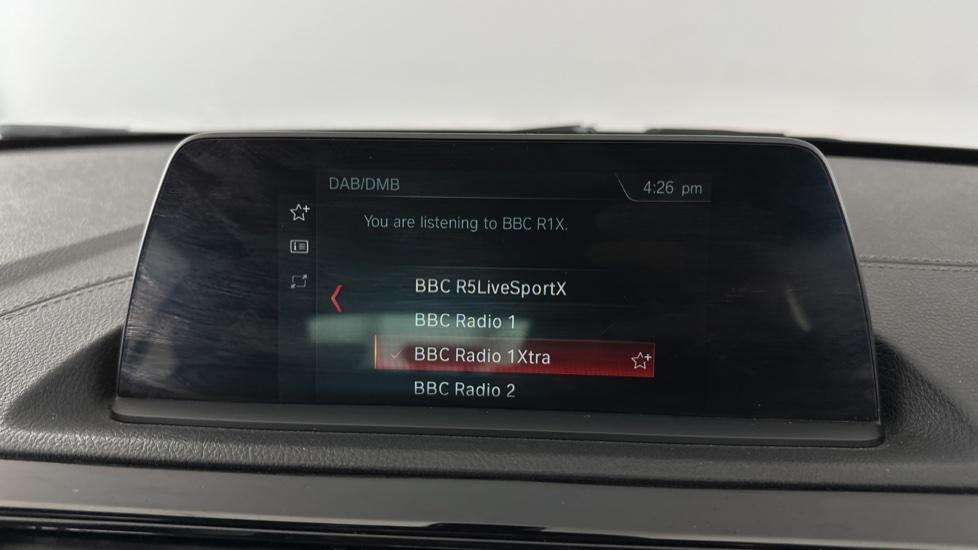 DAB/DMB
4:26 pm
You are listening to BBC R1X.
BBC R5LiveSportX
BBC Radio 1
BBC Radio 1Xtra
BBC Radio 2